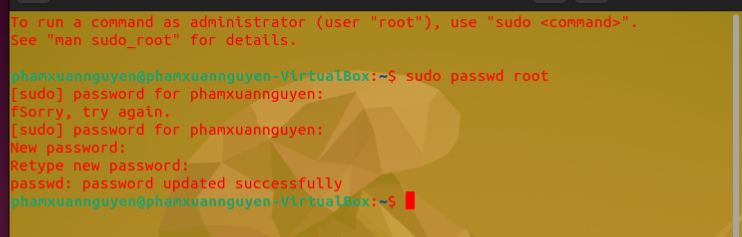 To run a command as administrator (user "root"), use "sudo <command>".
See "man sudo_root" for details.
phamxuannguyen@phamxuannguyen-VirtualBox:~$ sudo passwd root
[sudo] password for phamxuannguyen:
fSorry, try again.
[sudo] password for phamxuannguyen:
New password:
Retype new password:
passwd: password updated successfully
phamxuannguyen@phamxuannguyen-VirtualBox:~$